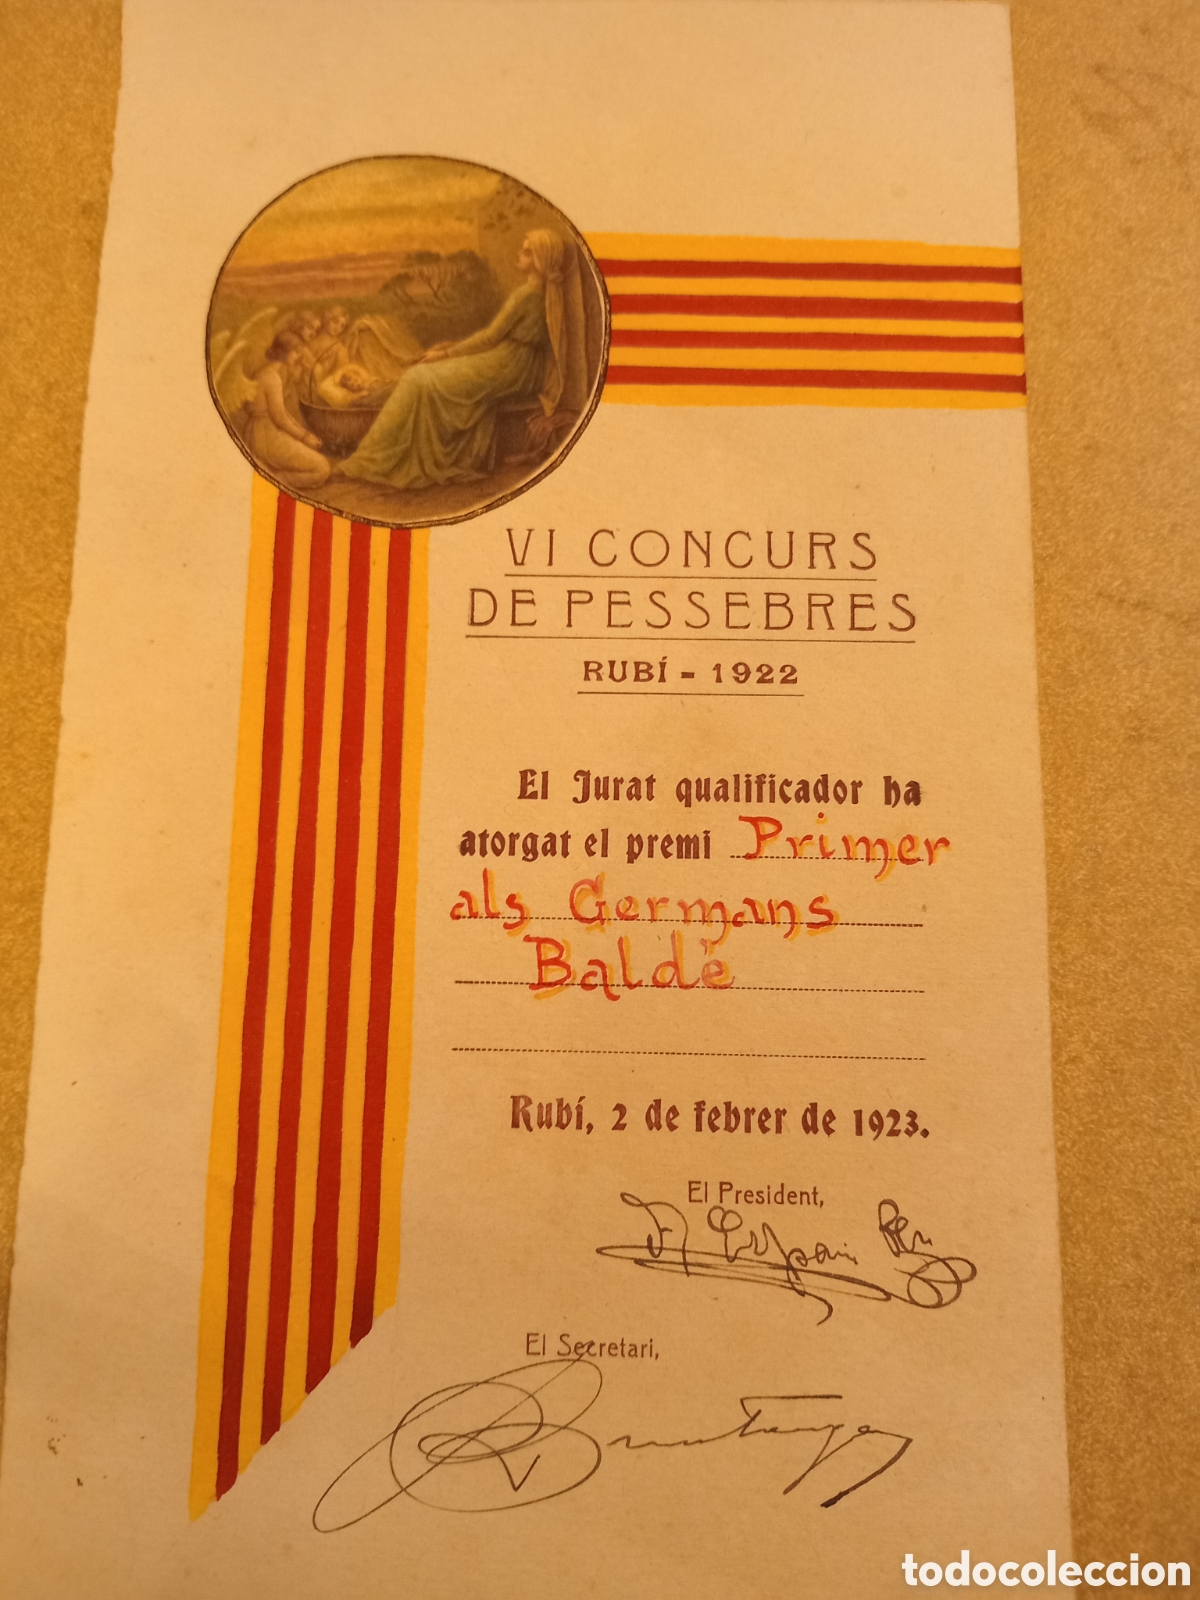 VI CONCURS
DE PESSEBRES
RUBÍ - 1922
El Jurat qualificador ha
atorgat el premi Primer
als Germans
Baldè
Rubí, 2 de febrer de 1923.
El President,
El Secretari,
todocoleccion